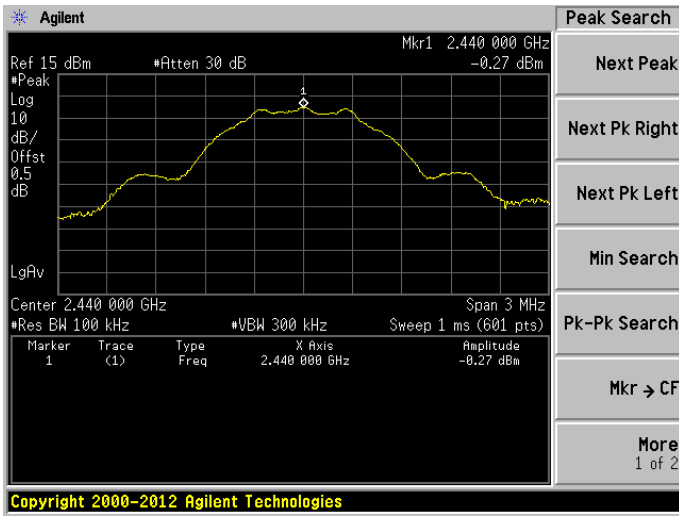 Agilent
Peak Search
Mkr1 2.440 000 GHz
Ref 15 dBm #Atten 30 dB -0.27 dBm
#Peak
Log
10
dB/
Offst
0.5
dB
LgAv
1
Center 2.440 000 GHz Span 3 MHz
#Res BW 100 kHz #VBW 300 kHz Sweep 1 ms (601 pts)
Marker Trace Type X Axis Amplitude
1 (1) Freq 2.440 000 GHz -0.27 dBm
Next Peak
Next Pk Right
Next Pk Left
Min Search
Pk-Pk Search
Mkr → CF
More
1 of 2
Copyright 2000-2012 Agilent Technologies